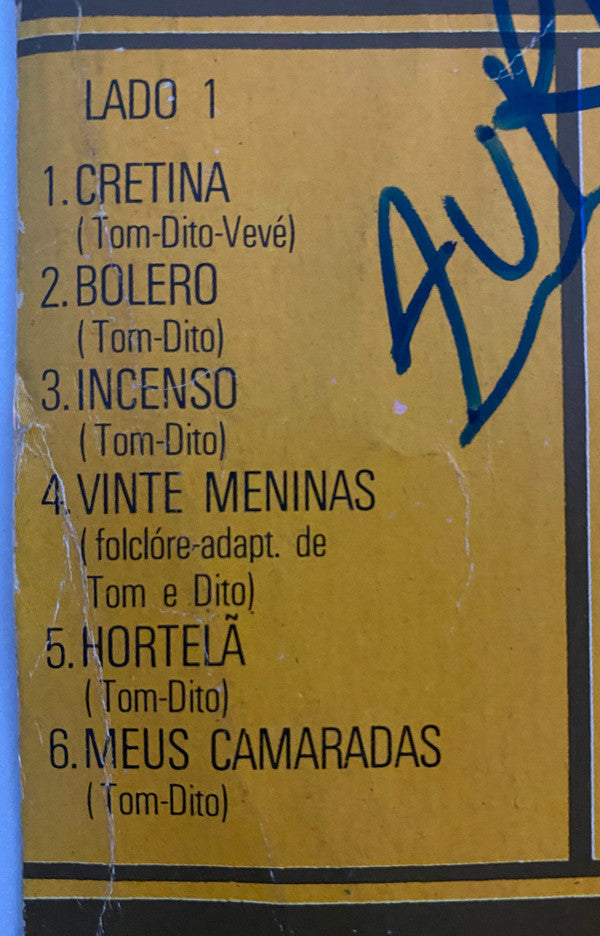 LADO 1
1. CRETINA
(Tom-Dito-Vevé)
2. BOLERO
(Tom-Dito)
3. INCENSO
(Tom-Dito)
4. VINTE MENINAS
(folclóre-adapt. de
Tom e Dito)
5. HORTELÃ
(Tom-Dito)
6. MEUS CAMARADAS
(Tom-Dito)